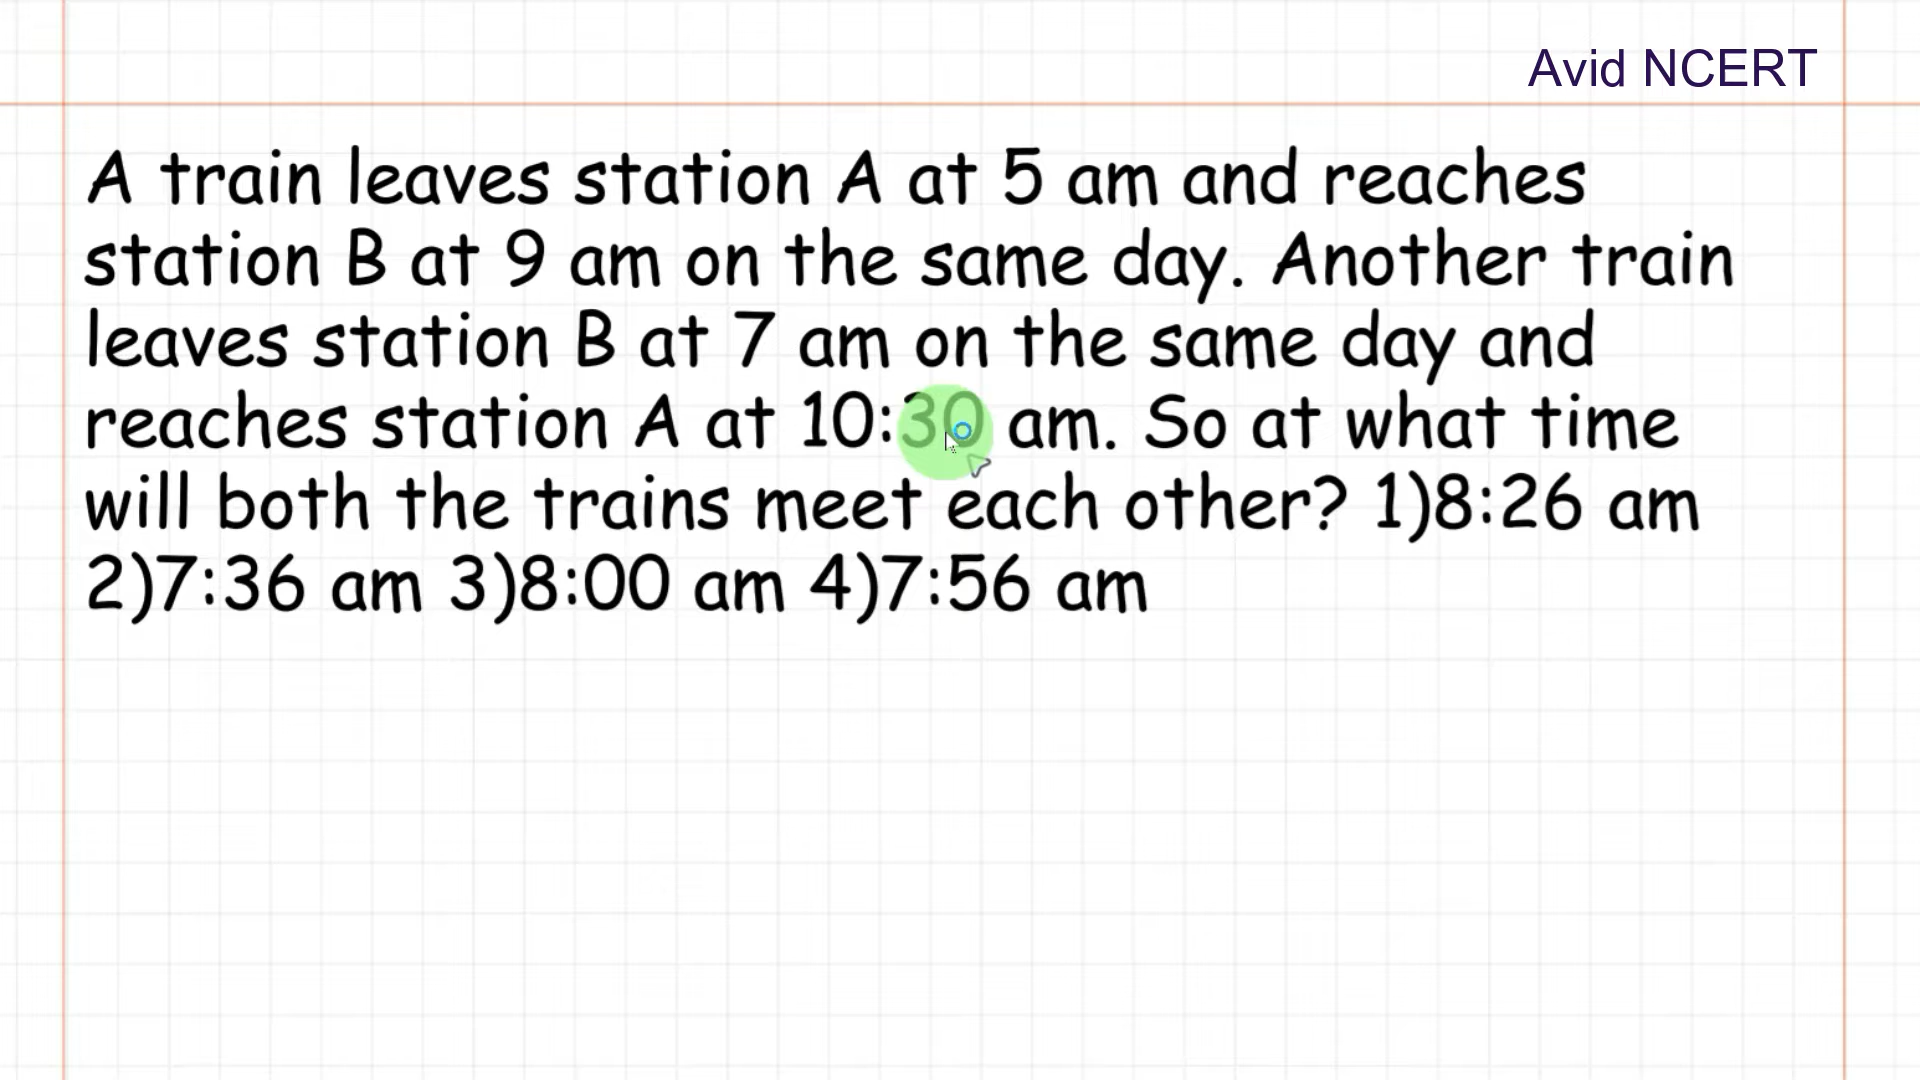 Avid NCERT
A train leaves station A at 5 am and reaches
station B at 9 am on the same day. Another train
leaves station B at 7 am on the same day and
reaches station A at 10:30 am. So at what time
will both the trains meet each other? 1)8:26 am
2)7:36 am 3)8:00 am 4)7:56 am